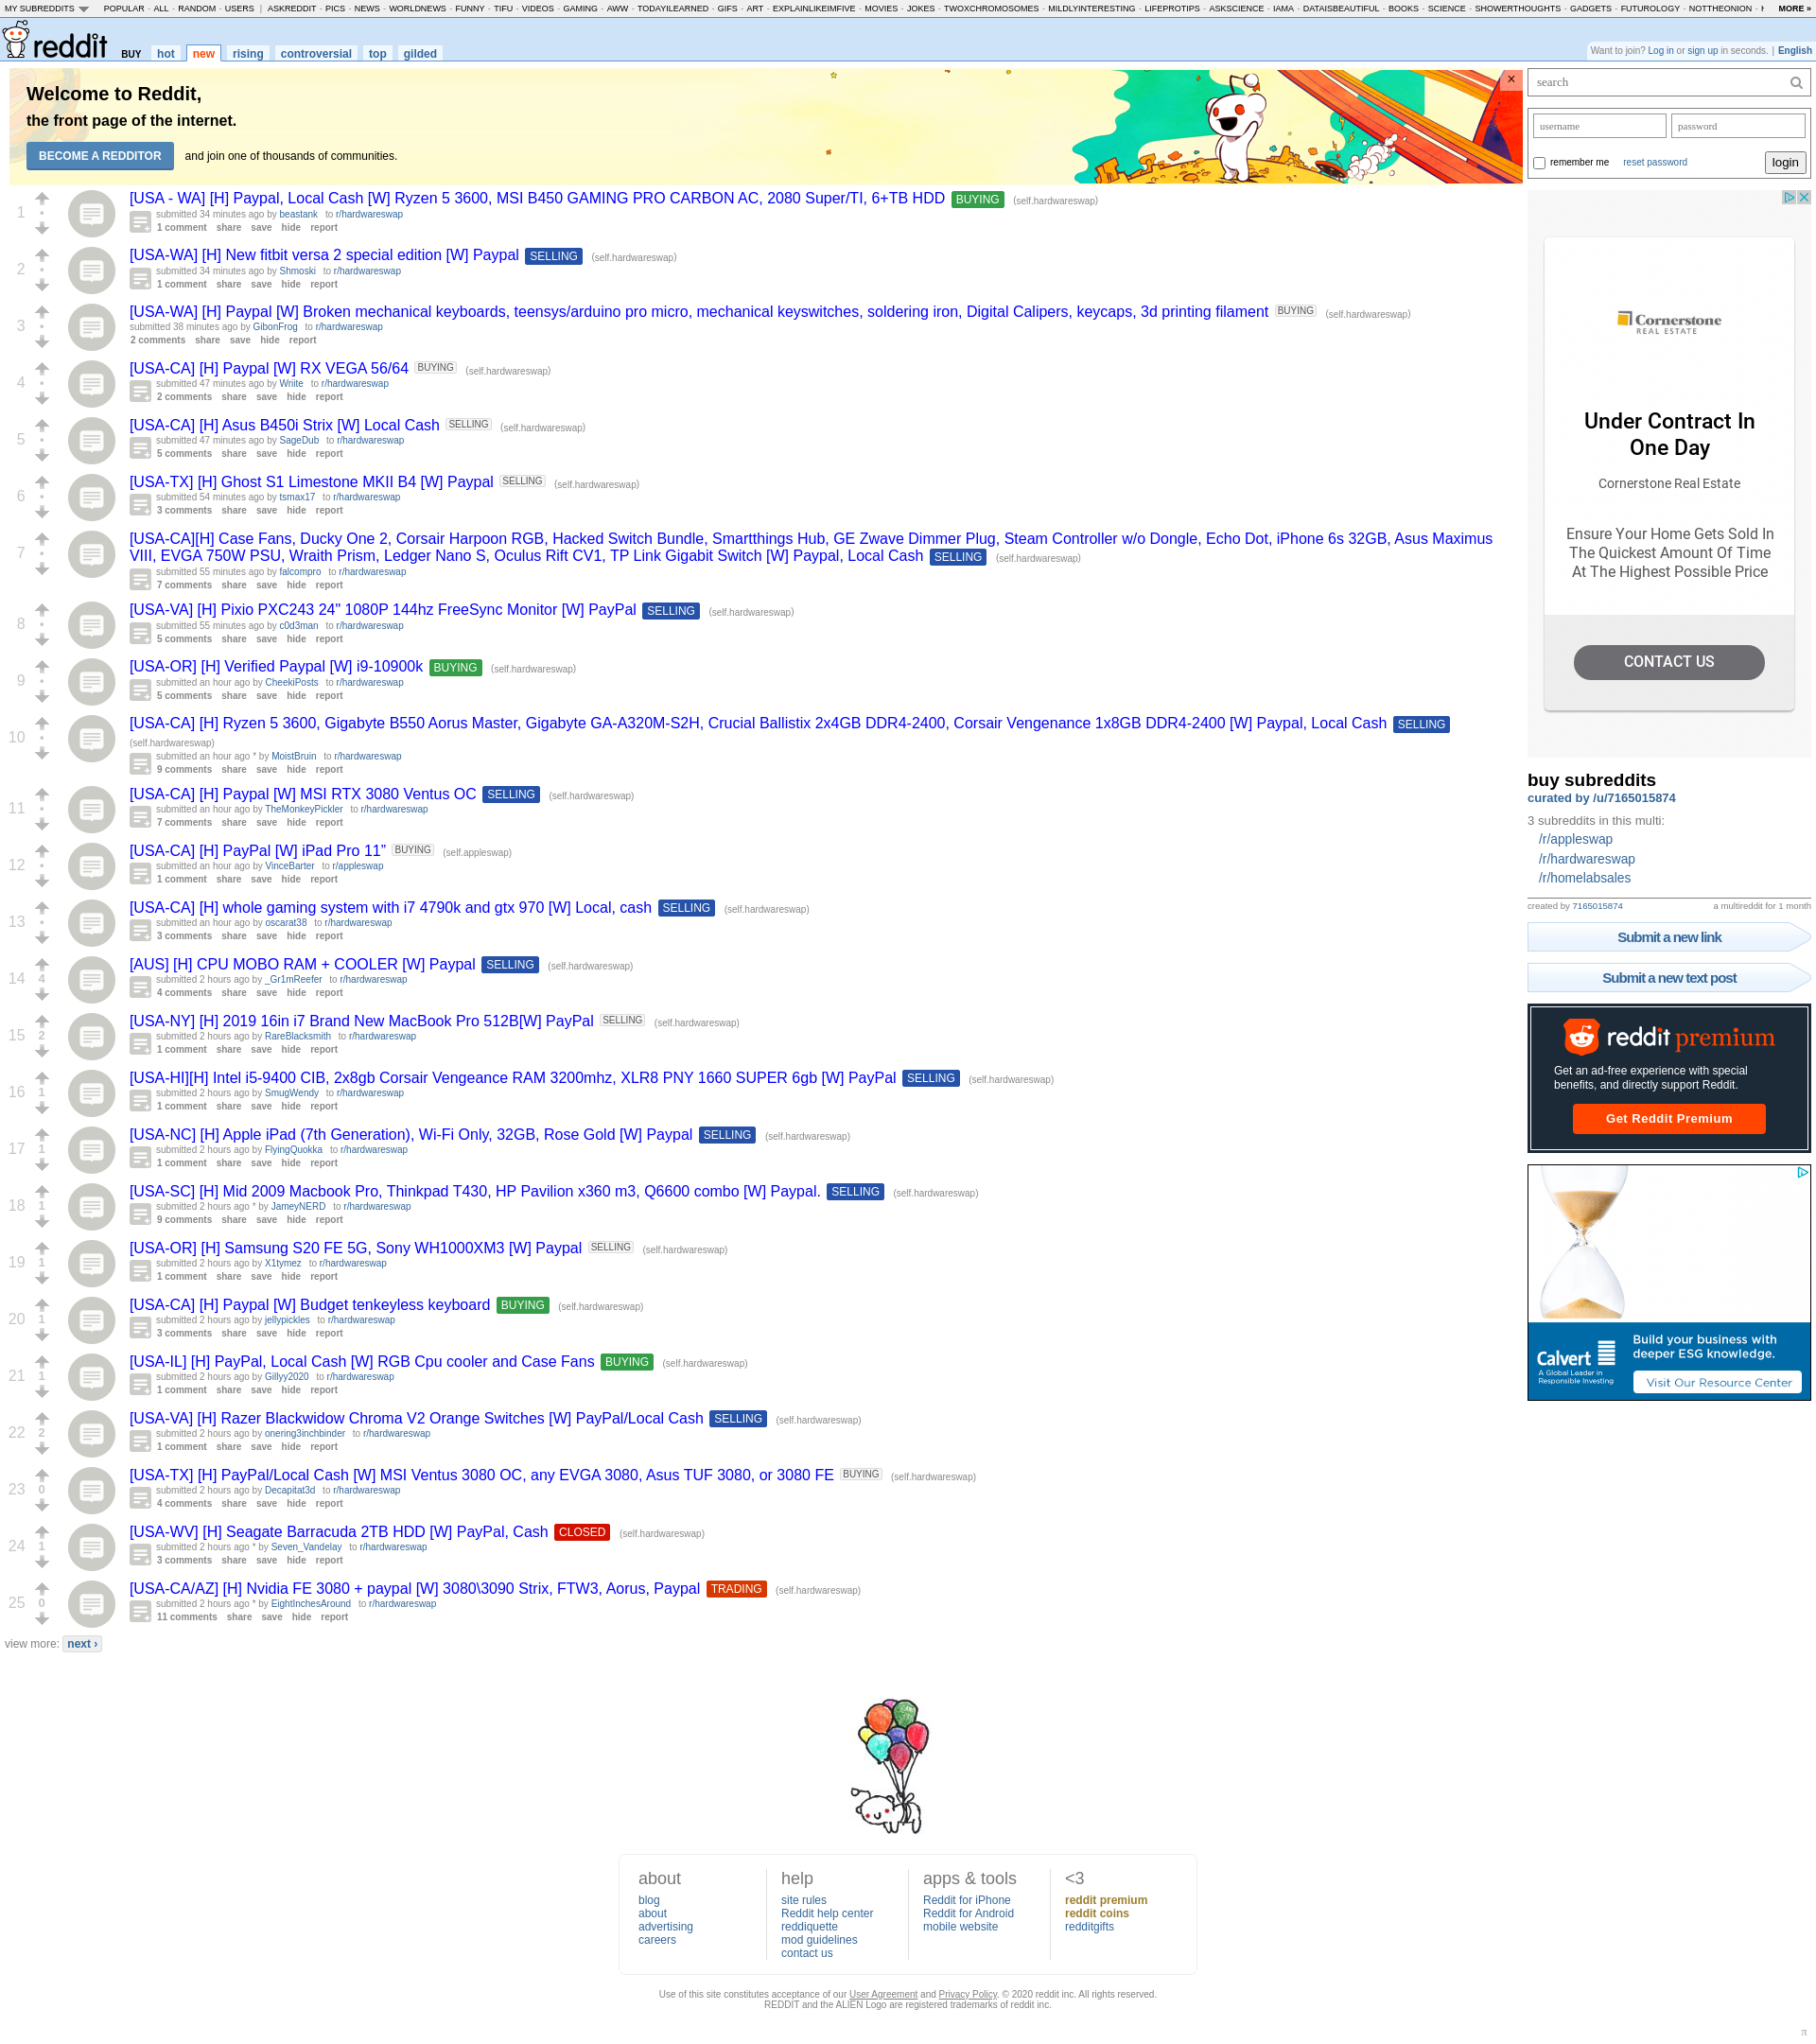 MY SUBREDDITS POPULAR - ALL - RANDOM - USERS | ASKREDDIT - PICS - NEWS - WORLDNEWS - FUNNY - TIFU - VIDEOS - GAMING - AWW - TODAYILEARNED - GIFS - ART - EXPLAINLIKEIMFIVE - MOVIES - JOKES - TWOXCHROMOSOMES - MILDLYINTERESTING - LIFEPROTIPS - ASKSCIENCE - IAMA - DATAISBEAUTIFUL - BOOKS - SCIENCE - SHOWERTHOUGHTS - GADGETS - FUTUROLOGY - NOTTHEONION - MORE »
reddit BUY hot new rising controversial top gilded
Want to join? Log in or sign up in seconds. | English
Welcome to Reddit,
the front page of the internet.
BECOME A REDDITOR and join one of thousands of communities.
×
1
[USA - WA] [H] Paypal, Local Cash [W] Ryzen 5 3600, MSI B450 GAMING PRO CARBON AC, 2080 Super/TI, 6+TB HDD BUYING (self.hardwareswap)
submitted 34 minutes ago by beastank to r/hardwareswap
1 comment share save hide report
2
[USA-WA] [H] New fitbit versa 2 special edition [W] Paypal SELLING (self.hardwareswap)
submitted 34 minutes ago by Shmoski to r/hardwareswap
1 comment share save hide report
3
[USA-WA] [H] Paypal [W] Broken mechanical keyboards, teensys/arduino pro micro, mechanical keyswitches, soldering iron, Digital Calipers, keycaps, 3d printing filament BUYING (self.hardwareswap)
submitted 38 minutes ago by GibonFrog to r/hardwareswap
2 comments share save hide report
4
[USA-CA] [H] Paypal [W] RX VEGA 56/64 BUYING (self.hardwareswap)
submitted 47 minutes ago by Wriite to r/hardwareswap
2 comments share save hide report
5
[USA-CA] [H] Asus B450i Strix [W] Local Cash SELLING (self.hardwareswap)
submitted 47 minutes ago by SageDub to r/hardwareswap
5 comments share save hide report
6
[USA-TX] [H] Ghost S1 Limestone MKII B4 [W] Paypal SELLING (self.hardwareswap)
submitted 54 minutes ago by tsmax17 to r/hardwareswap
3 comments share save hide report
7
[USA-CA][H] Case Fans, Ducky One 2, Corsair Harpoon RGB, Hacked Switch Bundle, Smartthings Hub, GE Zwave Dimmer Plug, Steam Controller w/o Dongle, Echo Dot, iPhone 6s 32GB, Asus Maximus
VIII, EVGA 750W PSU, Wraith Prism, Ledger Nano S, Oculus Rift CV1, TP Link Gigabit Switch [W] Paypal, Local Cash SELLING (self.hardwareswap)
submitted 55 minutes ago by falcompro to r/hardwareswap
7 comments share save hide report
8
[USA-VA] [H] Pixio PXC243 24" 1080P 144hz FreeSync Monitor [W] PayPal SELLING (self.hardwareswap)
submitted 55 minutes ago by c0d3man to r/hardwareswap
5 comments share save hide report
9
[USA-OR] [H] Verified Paypal [W] i9-10900k BUYING (self.hardwareswap)
submitted an hour ago by CheekiPosts to r/hardwareswap
5 comments share save hide report
10
[USA-CA] [H] Ryzen 5 3600, Gigabyte B550 Aorus Master, Gigabyte GA-A320M-S2H, Crucial Ballistix 2x4GB DDR4-2400, Corsair Vengenance 1x8GB DDR4-2400 [W] Paypal, Local Cash SELLING
(self.hardwareswap)
submitted an hour ago * by MoistBruin to r/hardwareswap
9 comments share save hide report
11
[USA-CA] [H] Paypal [W] MSI RTX 3080 Ventus OC SELLING (self.hardwareswap)
submitted an hour ago by TheMonkeyPickler to r/hardwareswap
7 comments share save hide report
12
[USA-CA] [H] PayPal [W] iPad Pro 11” BUYING (self.appleswap)
submitted an hour ago by VinceBarter to r/appleswap
1 comment share save hide report
13
[USA-CA] [H] whole gaming system with i7 4790k and gtx 970 [W] Local, cash SELLING (self.hardwareswap)
submitted an hour ago by oscarat38 to r/hardwareswap
3 comments share save hide report
14 4
[AUS] [H] CPU MOBO RAM + COOLER [W] Paypal SELLING (self.hardwareswap)
submitted 2 hours ago by _Gr1mReefer to r/hardwareswap
4 comments share save hide report
15 2
[USA-NY] [H] 2019 16in i7 Brand New MacBook Pro 512B[W] PayPal SELLING (self.hardwareswap)
submitted 2 hours ago by RareBlacksmith to r/hardwareswap
1 comment share save hide report
16 1
[USA-HI][H] Intel i5-9400 CIB, 2x8gb Corsair Vengeance RAM 3200mhz, XLR8 PNY 1660 SUPER 6gb [W] PayPal SELLING (self.hardwareswap)
submitted 2 hours ago by SmugWendy to r/hardwareswap
1 comment share save hide report
17 1
[USA-NC] [H] Apple iPad (7th Generation), Wi-Fi Only, 32GB, Rose Gold [W] Paypal SELLING (self.hardwareswap)
submitted 2 hours ago by FlyingQuokka to r/hardwareswap
1 comment share save hide report
18 1
[USA-SC] [H] Mid 2009 Macbook Pro, Thinkpad T430, HP Pavilion x360 m3, Q6600 combo [W] Paypal. SELLING (self.hardwareswap)
submitted 2 hours ago * by JameyNERD to r/hardwareswap
9 comments share save hide report
19 1
[USA-OR] [H] Samsung S20 FE 5G, Sony WH1000XM3 [W] Paypal SELLING (self.hardwareswap)
submitted 2 hours ago by X1tymez to r/hardwareswap
1 comment share save hide report
20 1
[USA-CA] [H] Paypal [W] Budget tenkeyless keyboard BUYING (self.hardwareswap)
submitted 2 hours ago by jellypickles to r/hardwareswap
3 comments share save hide report
21 1
[USA-IL] [H] PayPal, Local Cash [W] RGB Cpu cooler and Case Fans BUYING (self.hardwareswap)
submitted 2 hours ago by Gillyy2020 to r/hardwareswap
1 comment share save hide report
22 2
[USA-VA] [H] Razer Blackwidow Chroma V2 Orange Switches [W] PayPal/Local Cash SELLING (self.hardwareswap)
submitted 2 hours ago by onering3inchbinder to r/hardwareswap
1 comment share save hide report
23 0
[USA-TX] [H] PayPal/Local Cash [W] MSI Ventus 3080 OC, any EVGA 3080, Asus TUF 3080, or 3080 FE BUYING (self.hardwareswap)
submitted 2 hours ago by Decapitat3d to r/hardwareswap
4 comments share save hide report
24 1
[USA-WV] [H] Seagate Barracuda 2TB HDD [W] PayPal, Cash CLOSED (self.hardwareswap)
submitted 2 hours ago * by Seven_Vandelay to r/hardwareswap
3 comments share save hide report
25 0
[USA-CA/AZ] [H] Nvidia FE 3080 + paypal [W] 3080\3090 Strix, FTW3, Aorus, Paypal TRADING (self.hardwareswap)
submitted 2 hours ago * by EightInchesAround to r/hardwareswap
11 comments share save hide report
view more: next ›
search
username password
remember me reset password login
Cornerstone
REAL ESTATE
Under Contract In
One Day
Cornerstone Real Estate
Ensure Your Home Gets Sold In
The Quickest Amount Of Time
At The Highest Possible Price
CONTACT US
buy subreddits
curated by /u/7165015874
3 subreddits in this multi:
/r/appleswap
/r/hardwareswap
/r/homelabsales
created by 7165015874 a multireddit for 1 month
Submit a new link
Submit a new text post
reddit premium
Get an ad-free experience with special
benefits, and directly support Reddit.
Get Reddit Premium
Calvert
A Global Leader in
Responsible Investing
Build your business with
deeper ESG knowledge.
Visit Our Resource Center
about
blog
about
advertising
careers
help
site rules
Reddit help center
reddiquette
mod guidelines
contact us
apps & tools
Reddit for iPhone
Reddit for Android
mobile website
<3
reddit premium
reddit coins
redditgifts
Use of this site constitutes acceptance of our User Agreement and Privacy Policy. © 2020 reddit inc. All rights reserved.
REDDIT and the ALIEN Logo are registered trademarks of reddit inc.
π